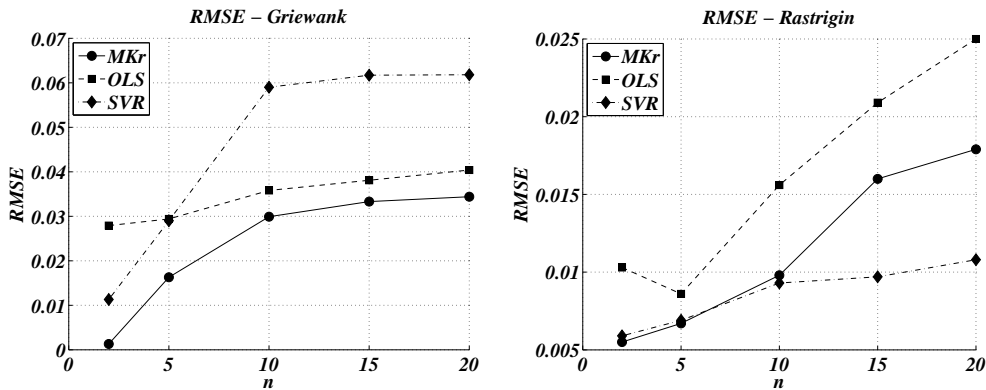 RMSE – Griewank
0.07
0.06
0.05
0.04
0.03
0.02
0.01
0
RMSE
MKr
OLS
SVR
0 5 10 15 20
n
RMSE – Rastrigin
0.025
0.02
0.015
0.01
0.005
RMSE
MKr
OLS
SVR
0 5 10 15 20
n